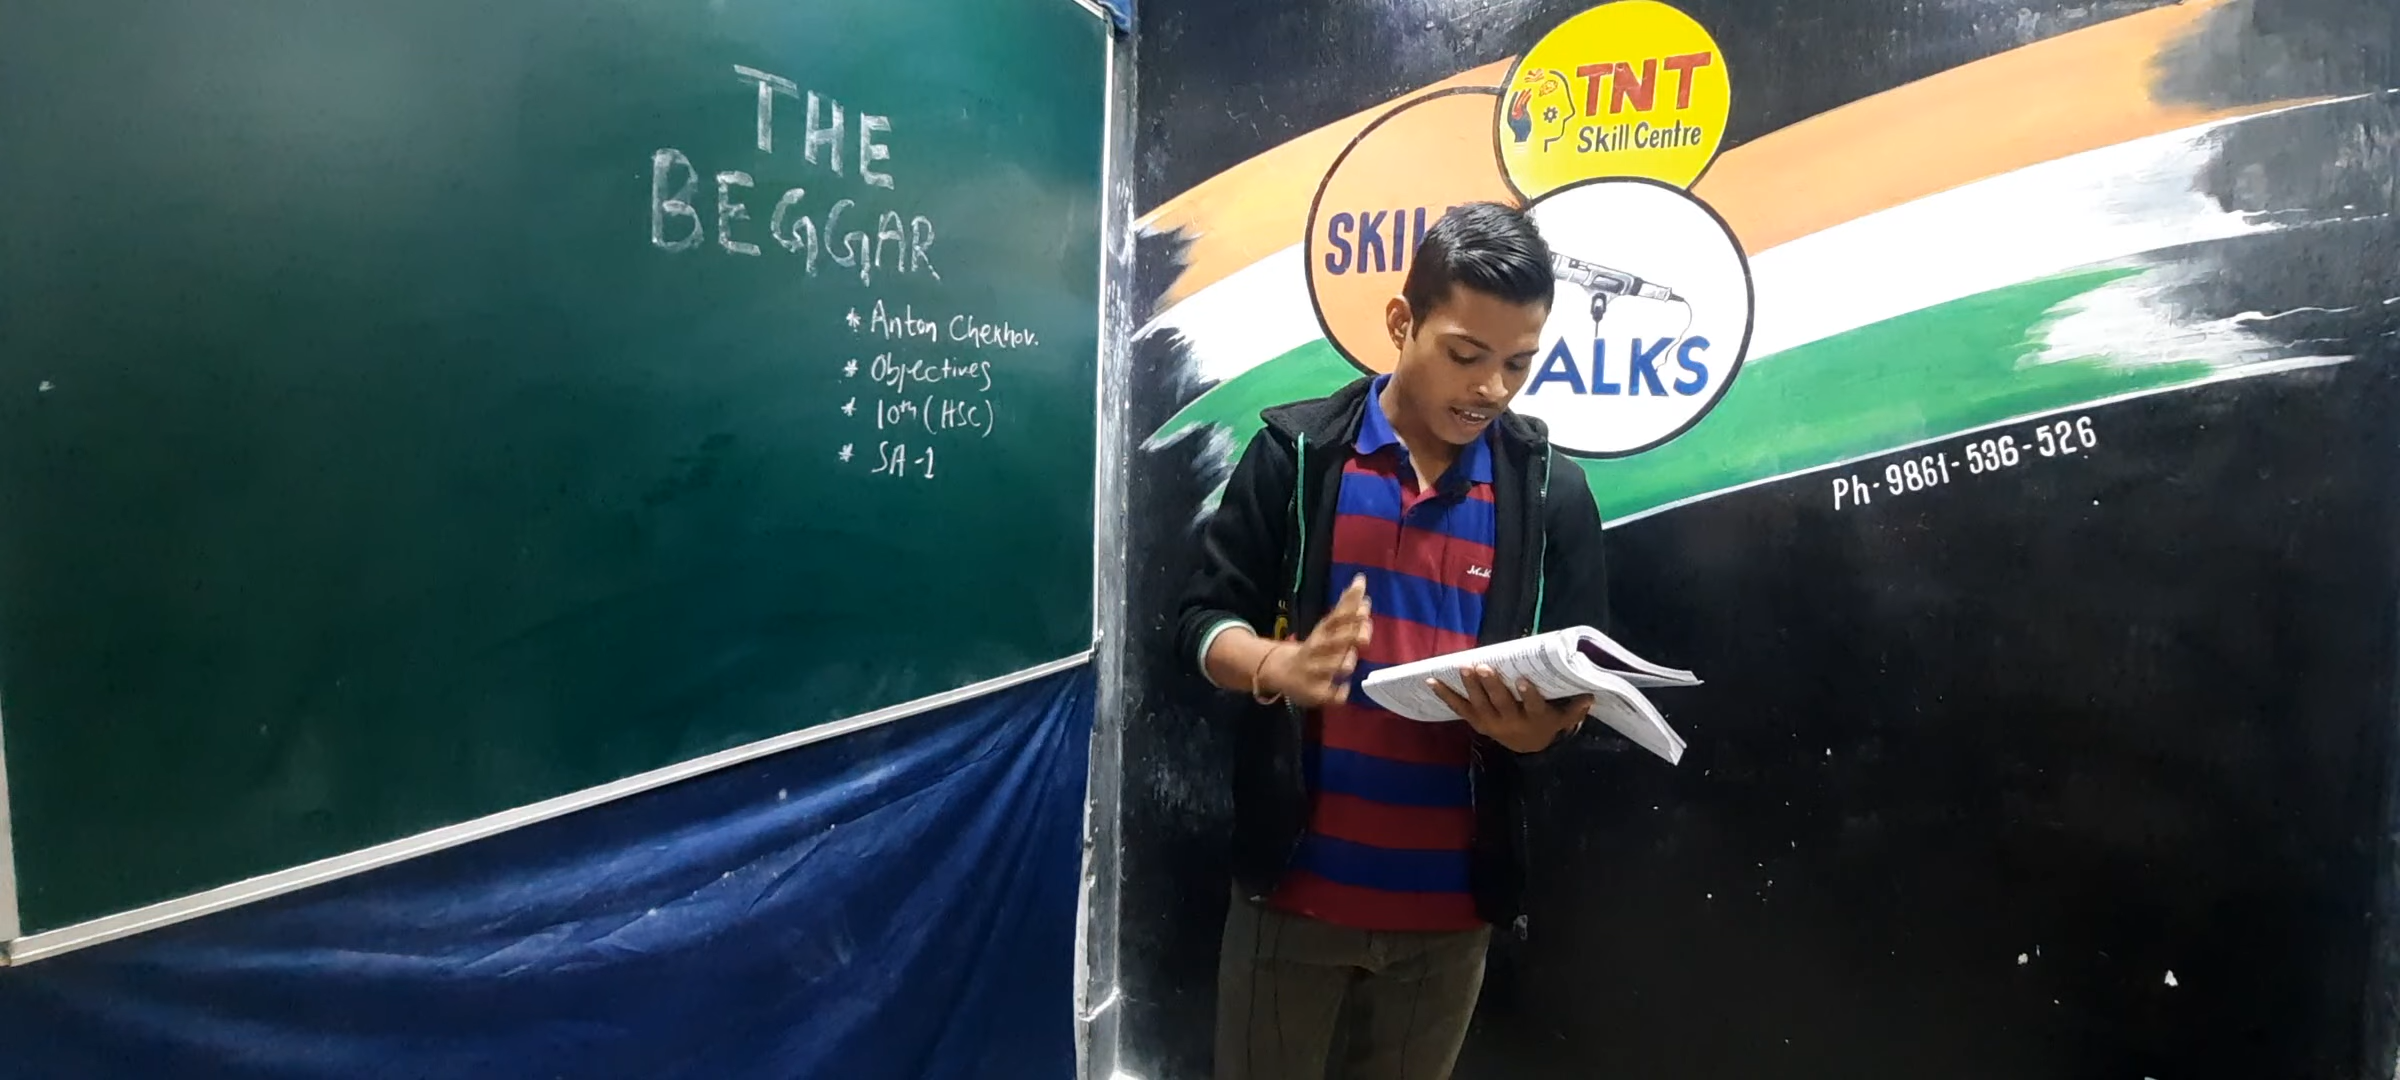 THE
BEGGAR
* Anton Chekhov.
* Objectives
* 10th (HSC)
* SA-1
TNT
Skill Centre
SKIL
ALKS
Ph-9861-536-526